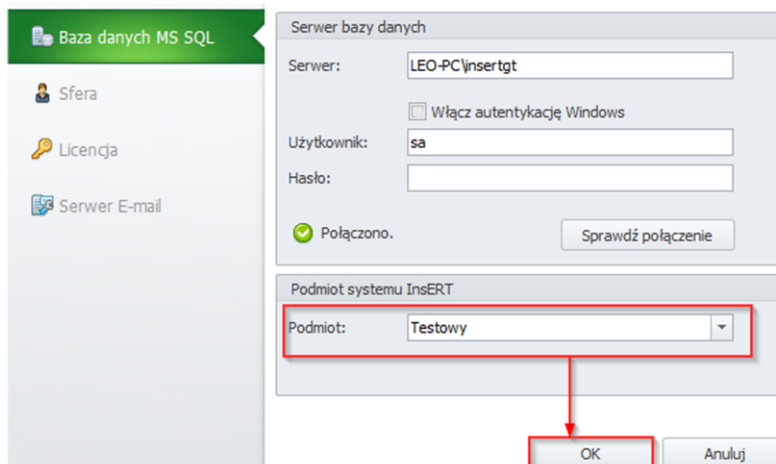 Baza danych MS SQL
Sfera
Licencja
Serwer E-mail
Serwer bazy danych
Serwer: LEO-PC\insertgt
Włącz autentykację Windows
Użytkownik: sa
Hasło:
Połączono. Sprawdź połączenie
Podmiot systemu InsERT
Podmiot: Testowy
OK Anuluj